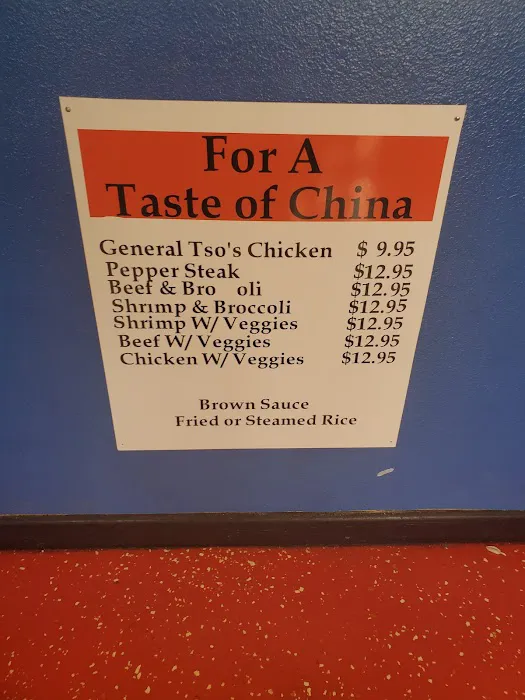 For A
Taste of China
General Tso's Chicken $ 9.95
Pepper Steak $12.95
Beef & Bro oli $12.95
Shrimp & Broccoli $12.95
Shrimp W/ Veggies $12.95
Beef W/ Veggies $12.95
Chicken W/ Veggies $12.95
Brown Sauce
Fried or Steamed Rice